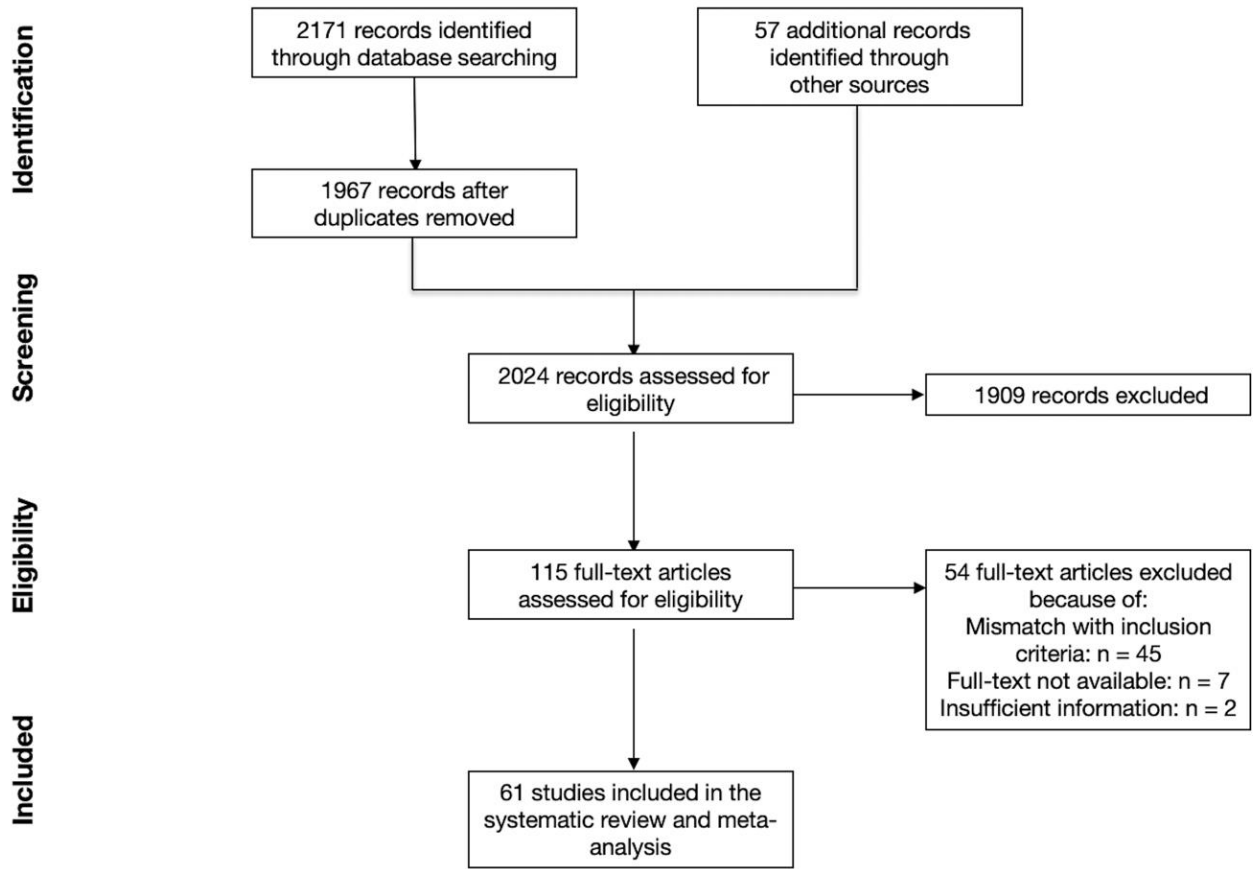 Identification
2171 records identified
through database searching
57 additional records
identified through
other sources
1967 records after
duplicates removed
Screening
2024 records assessed for
eligibility
1909 records excluded
Eligibility
115 full-text articles
assessed for eligibility
54 full-text articles excluded
because of:
Mismatch with inclusion
criteria: n = 45
Full-text not available: n = 7
Insufficient information: n = 2
Included
61 studies included in the
systematic review and meta-
analysis